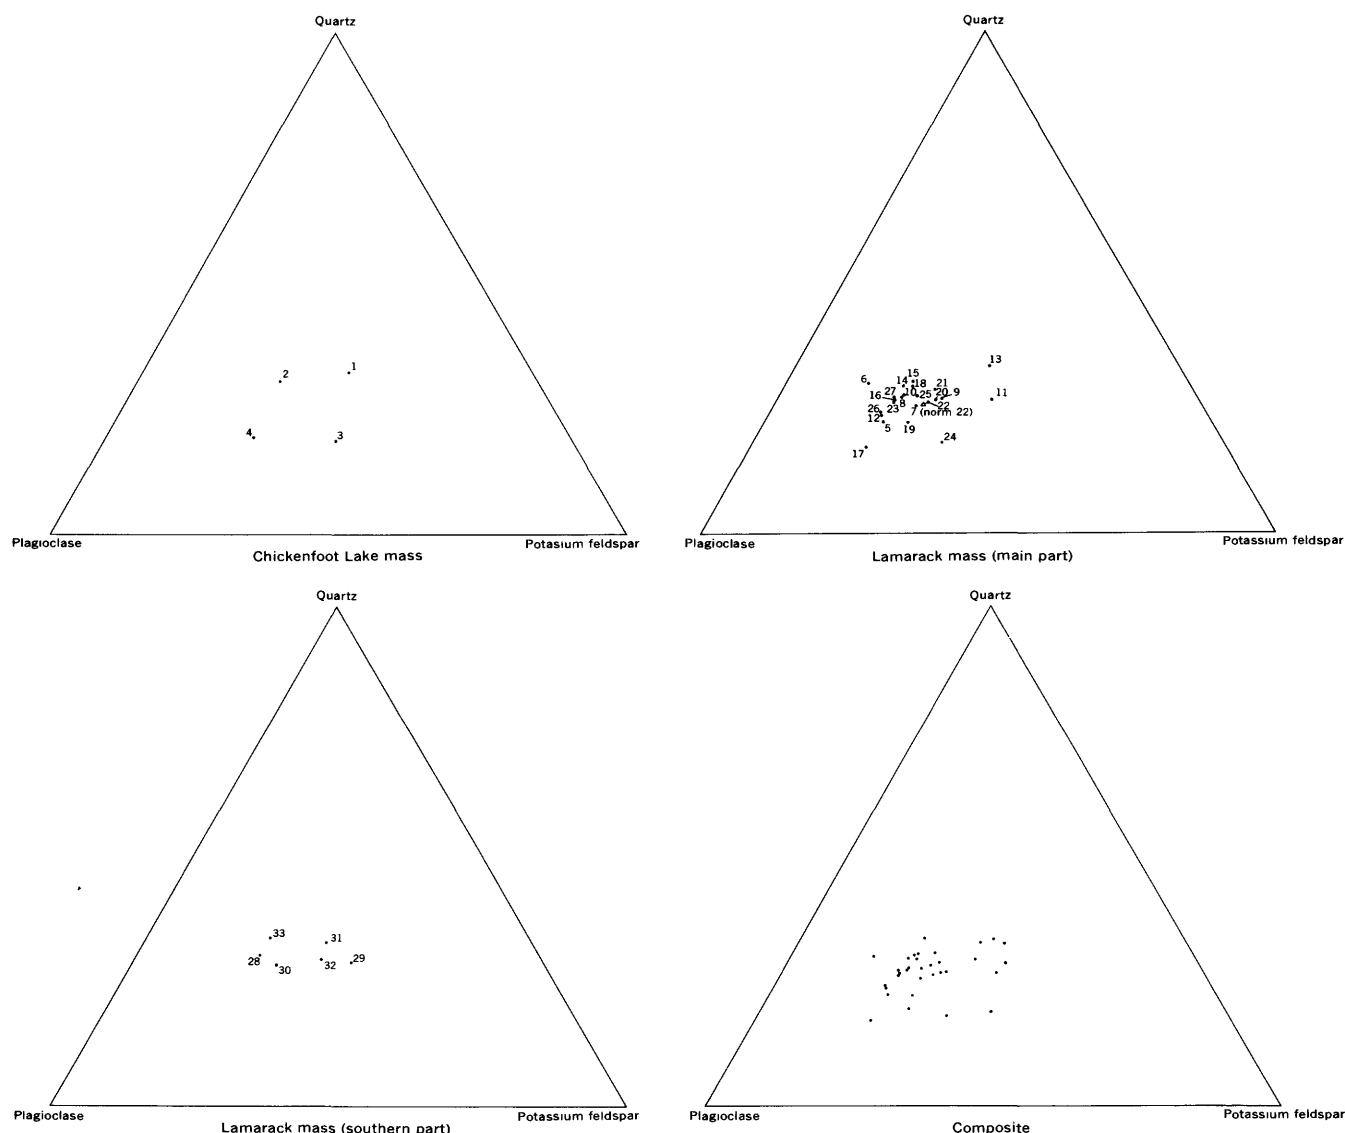 Quartz
1
2
3
4
Plagioclase
Potasium feldspar
Chickenfoot Lake mass
Quartz
13
15
6
14
18
21
27
10
25
20
9
11
16
8
22
26
23
7
(norm 22)
12
5
19
24
17
Plagioclase
Potassium feldspar
Lamarack mass (main part)
Quartz
33
31
28
30
32
29
Plagioclase
Potassium feldspar
Lamarack mass (southern part)
Quartz
Plagioclase
Potassium feldspar
Composite